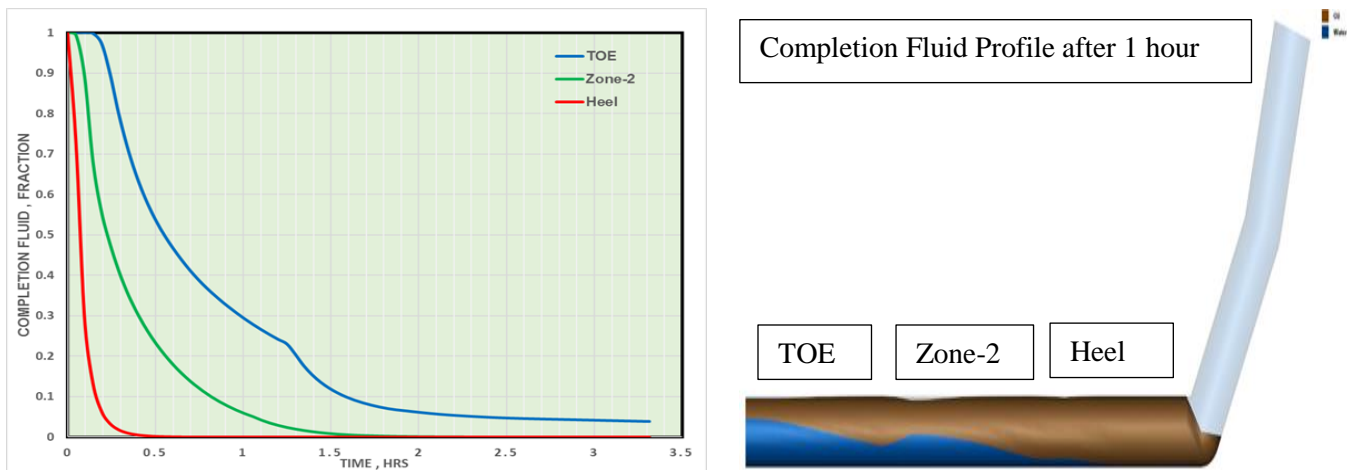 1
0.9
0.8
0.7
0.6
0.5
0.4
0.3
0.2
0.1
0
COMPLETION FLUID , FRACTION
TOE
Zone-2
Heel
0
0.5
1
1.5
2
2.5
3
3.5
TIME , HRS
Completion Fluid Profile after 1 hour
Oil
Water
TOE
Zone-2
Heel